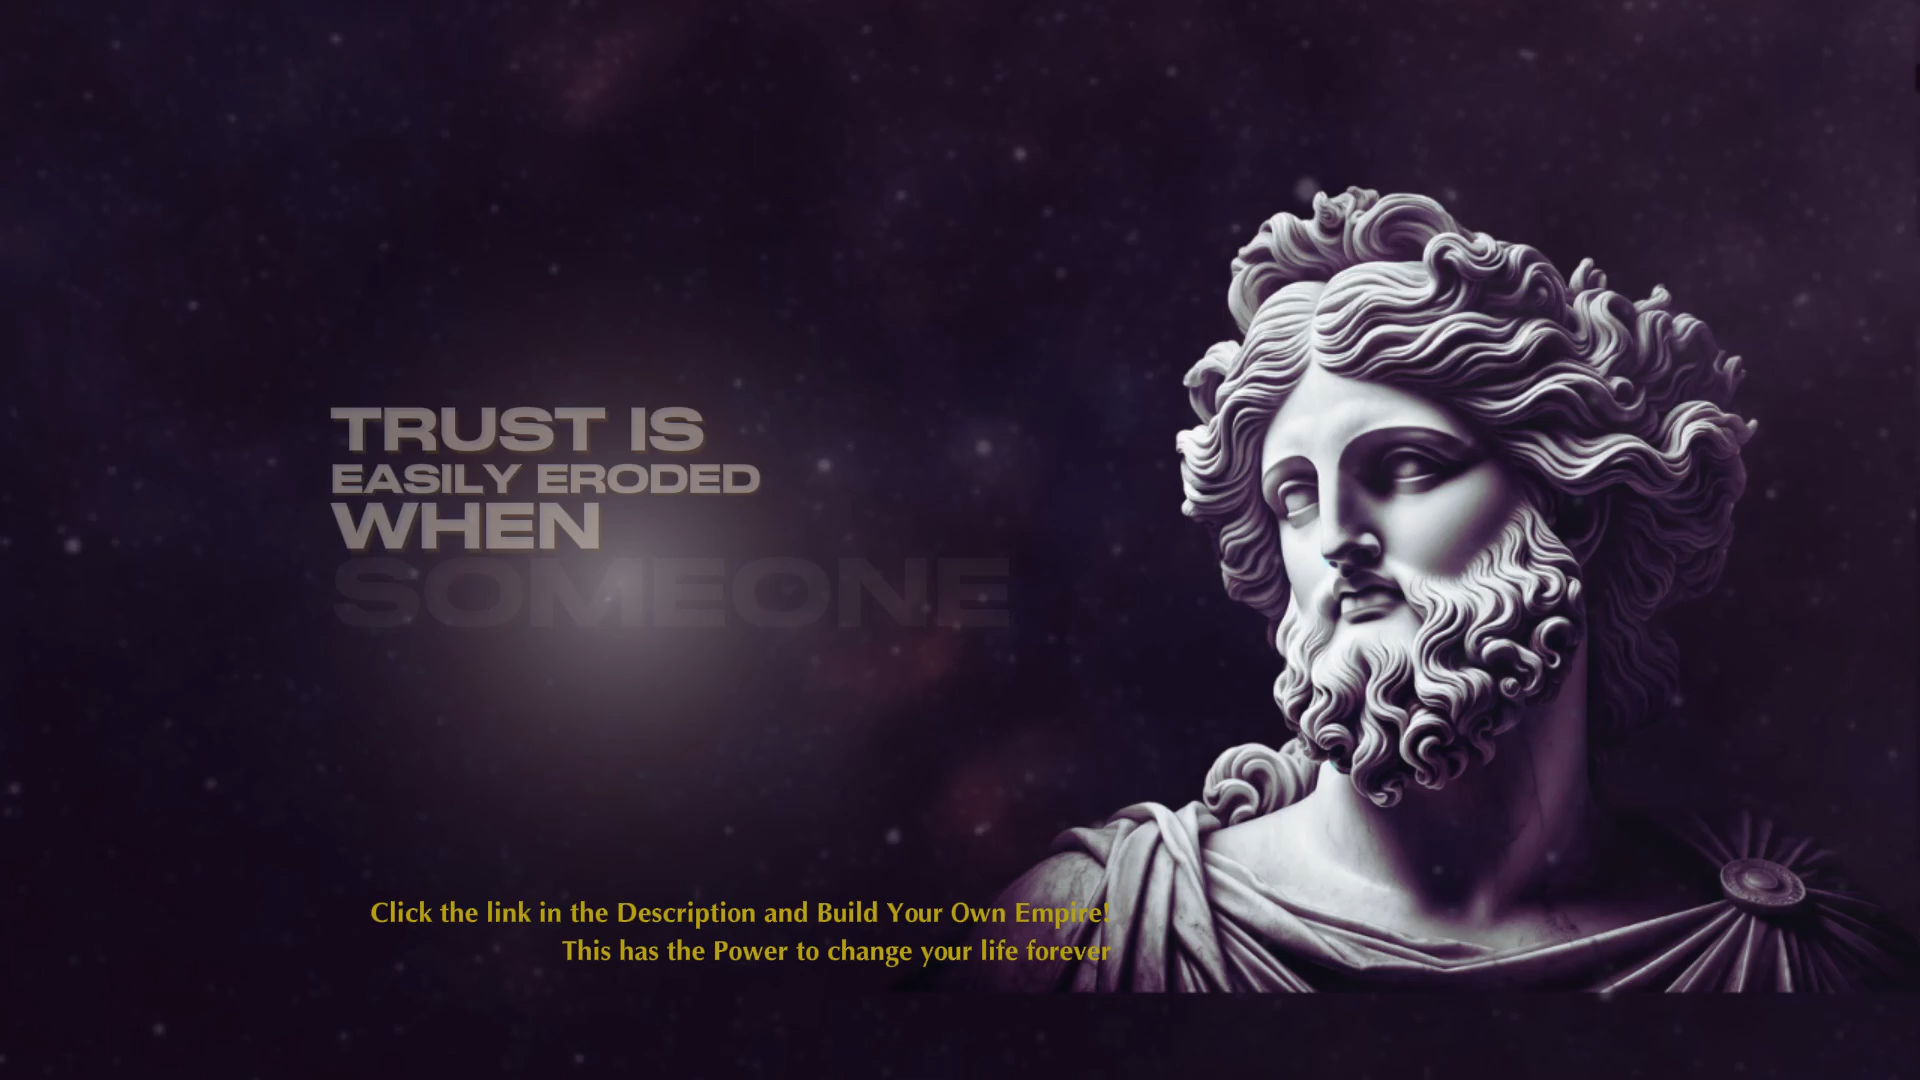 TRUST IS
EASILY ERODED
WHEN
SOMEONE
Click the link in the Description and Build Your Own Empire!
This has the Power to change your life forever